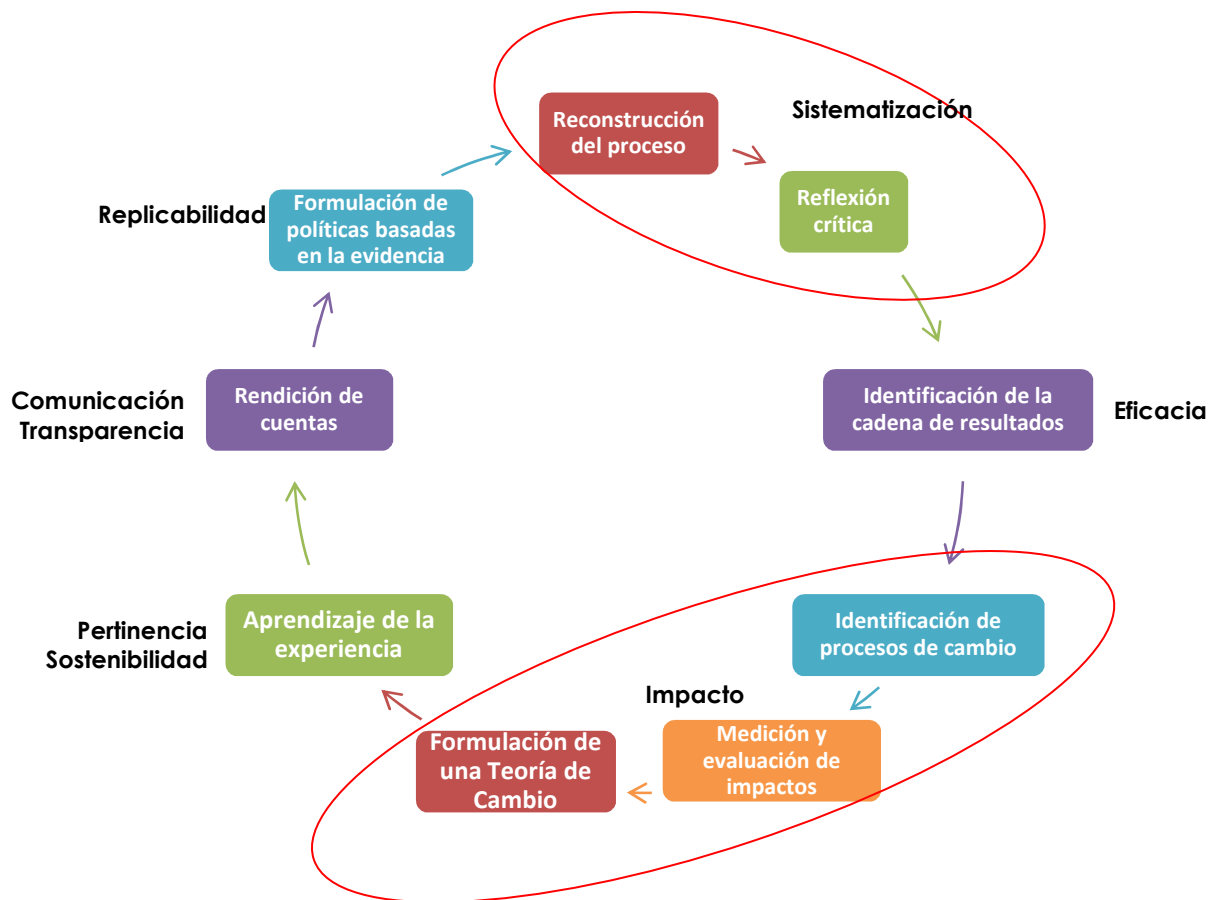 Reconstrucción
del proceso
Sistematización
Reflexión
crítica
Replicabilidad
Formulación de
políticas basadas
en la evidencia
Comunicación
Transparencia
Rendición de
cuentas
Identificación de la
cadena de resultados
Eficacia
Pertinencia
Sostenibilidad
Aprendizaje de la
experiencia
Identificación de
procesos de cambio
Impacto
Medición y
evaluación de
impactos
Formulación de
una Teoría de
Cambio